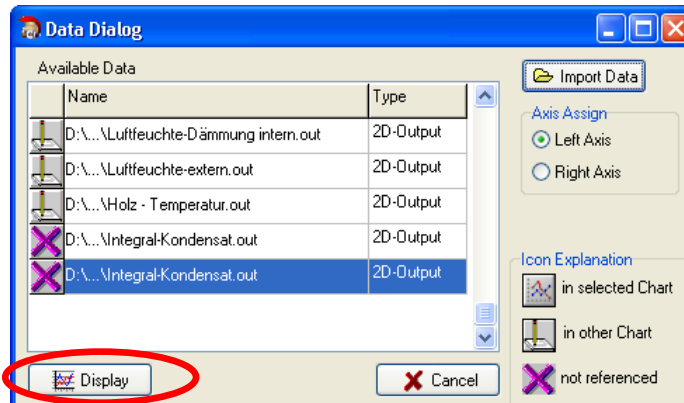 Data Dialog
Available Data
Name Type
D:\...\Luftfeuchte-Dämmung intern.out 2D-Output
D:\...\Luftfeuchte-extern.out 2D-Output
D:\...\Holz - Temperatur.out 2D-Output
D:\...\Integral-Kondensat.out 2D-Output
D:\...\Integral-Kondensat.out 2D-Output
Display
Cancel
Import Data
Axis Assign
Left Axis
Right Axis
Icon Explanation
in selected Chart
in other Chart
not referenced